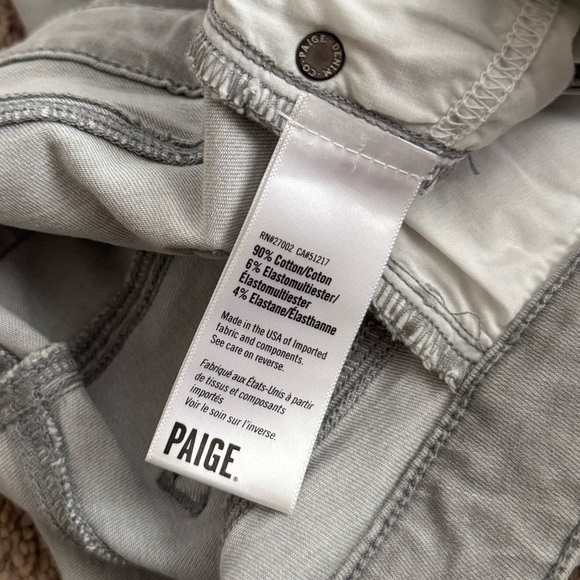 PAIGE DENIM-CO
RN#27002 CA#51217
90% Cotton/Coton
6% Elastomultiester/
Élastomultiester
4% Elastane/Élasthanne
Made in the USA of Imported
fabric and components.
See care on reverse.
Fabriqué aux États-Unis à partir
de tissus et composants
importés
Voir le soin sur l'inverse.
PAIGE®